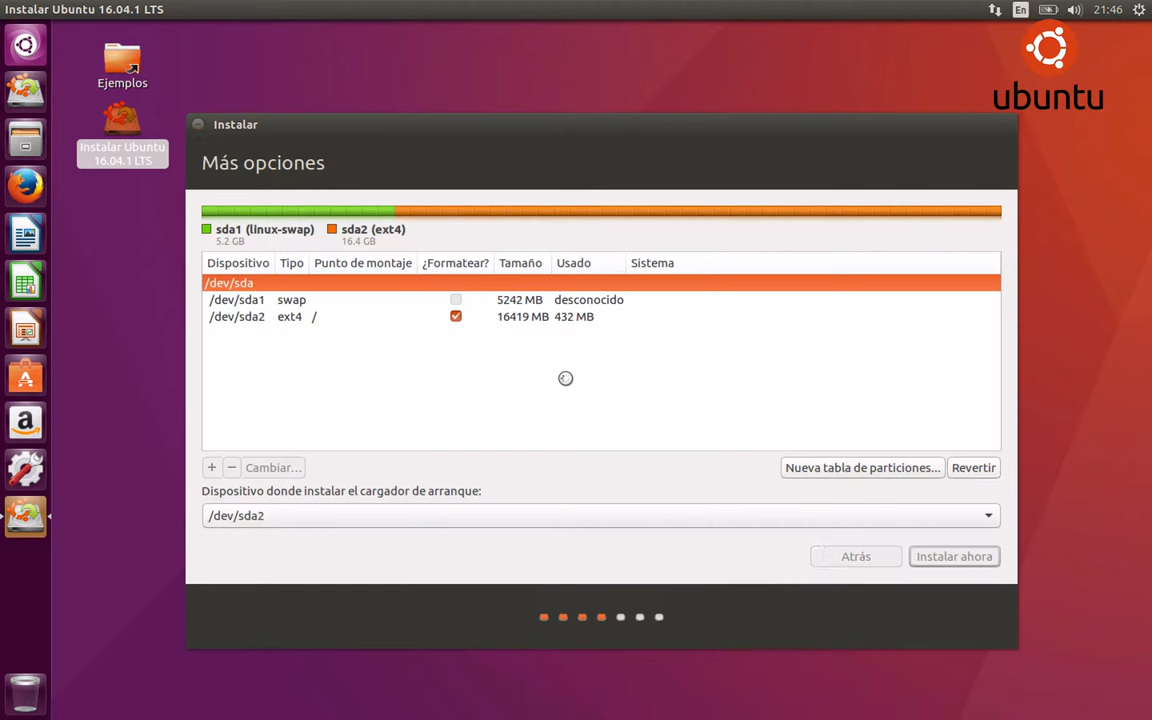 Instalar Ubuntu 16.04.1 LTS
En
21:46
Ejemplos
Instalar Ubuntu
16.04.1 LTS
ubuntu
Instalar
Más opciones
sda1 (linux-swap)
5.2 GB
sda2 (ext4)
16.4 GB
Dispositivo Tipo Punto de montaje ¿Formatear? Tamaño Usado Sistema
/dev/sda
/dev/sda1 swap 5242 MB desconocido
/dev/sda2 ext4 / 16419 MB 432 MB
+ − Cambiar...
Nueva tabla de particiones... Revertir
Dispositivo donde instalar el cargador de arranque:
/dev/sda2
Atrás Instalar ahora